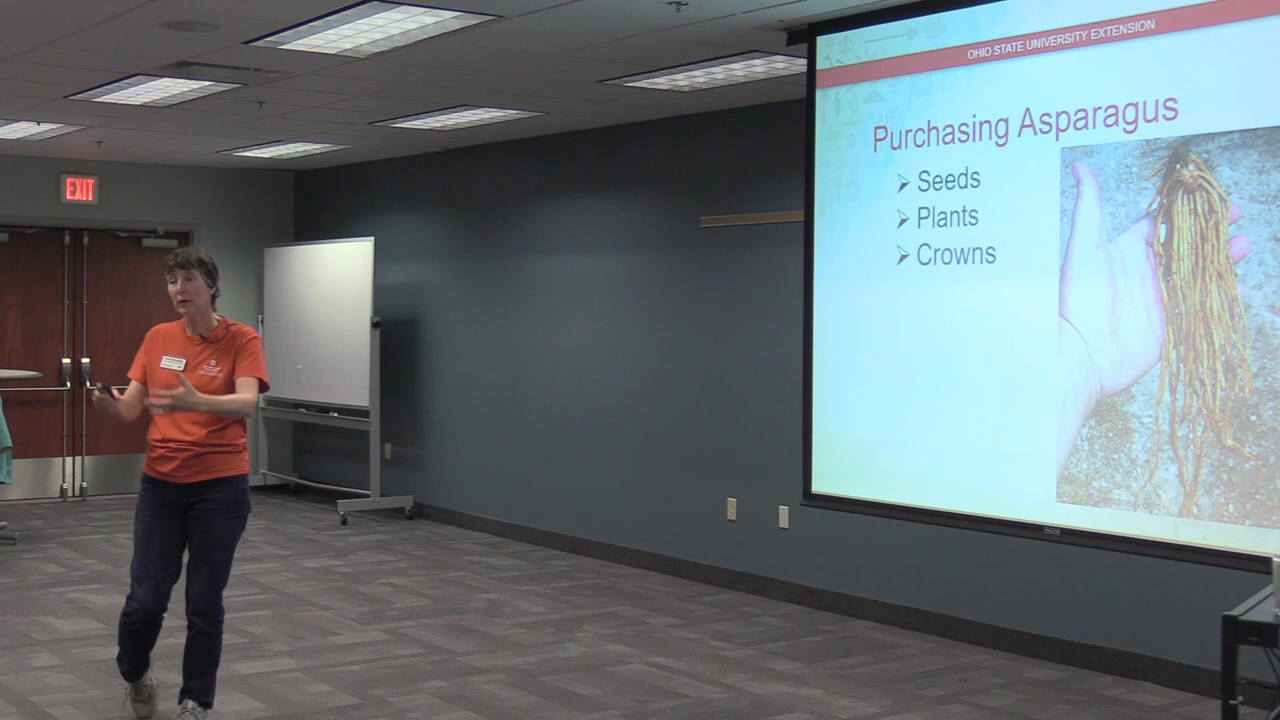 OHIO STATE UNIVERSITY EXTENSION
Purchasing Asparagus
Seeds
Plants
Crowns
EXIT